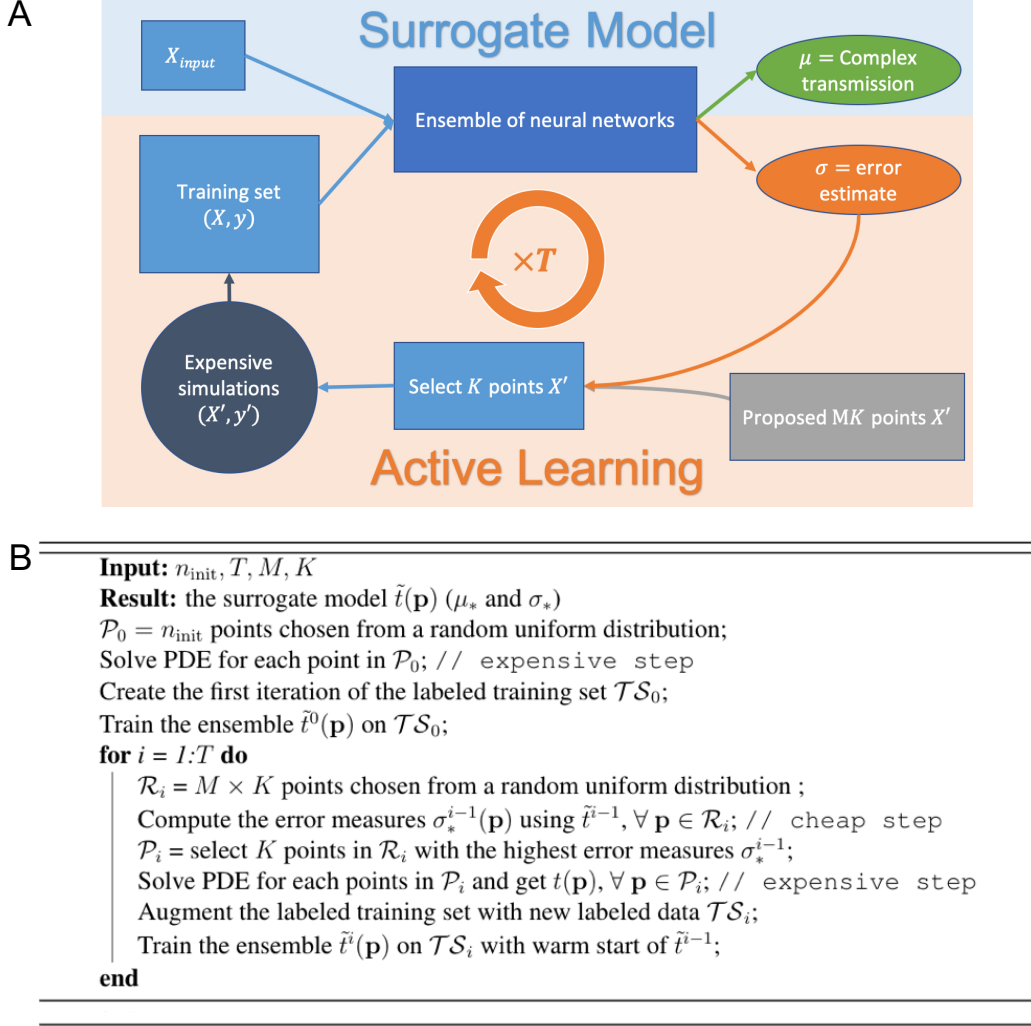 A
Surrogate Model
X_input
Ensemble of neural networks
μ = Complex
transmission
σ = error
estimate
Training set
(X, y)
×T
Expensive
simulations
(X′, y′)
Select K points X′
Proposed MK points X′
Active Learning
B
Input: n_init, T, M, K
Result: the surrogate model t̃(p) (μ_* and σ_*)
𝒫_0 = n_init points chosen from a random uniform distribution;
Solve PDE for each point in 𝒫_0; // expensive step
Create the first iteration of the labeled training set 𝒯𝒮_0;
Train the ensemble t̃^0(p) on 𝒯𝒮_0;
for i = 1:T do
ℛ_i = M × K points chosen from a random uniform distribution ;
Compute the error measures σ_*^{i−1}(p) using t̃^{i−1}, ∀ p ∈ ℛ_i; // cheap step
𝒫_i = select K points in ℛ_i with the highest error measures σ_*^{i−1};
Solve PDE for each points in 𝒫_i and get t(p), ∀ p ∈ 𝒫_i; // expensive step
Augment the labeled training set with new labeled data 𝒯𝒮_i;
Train the ensemble t̃^i(p) on 𝒯𝒮_i with warm start of t̃^{i−1};
end